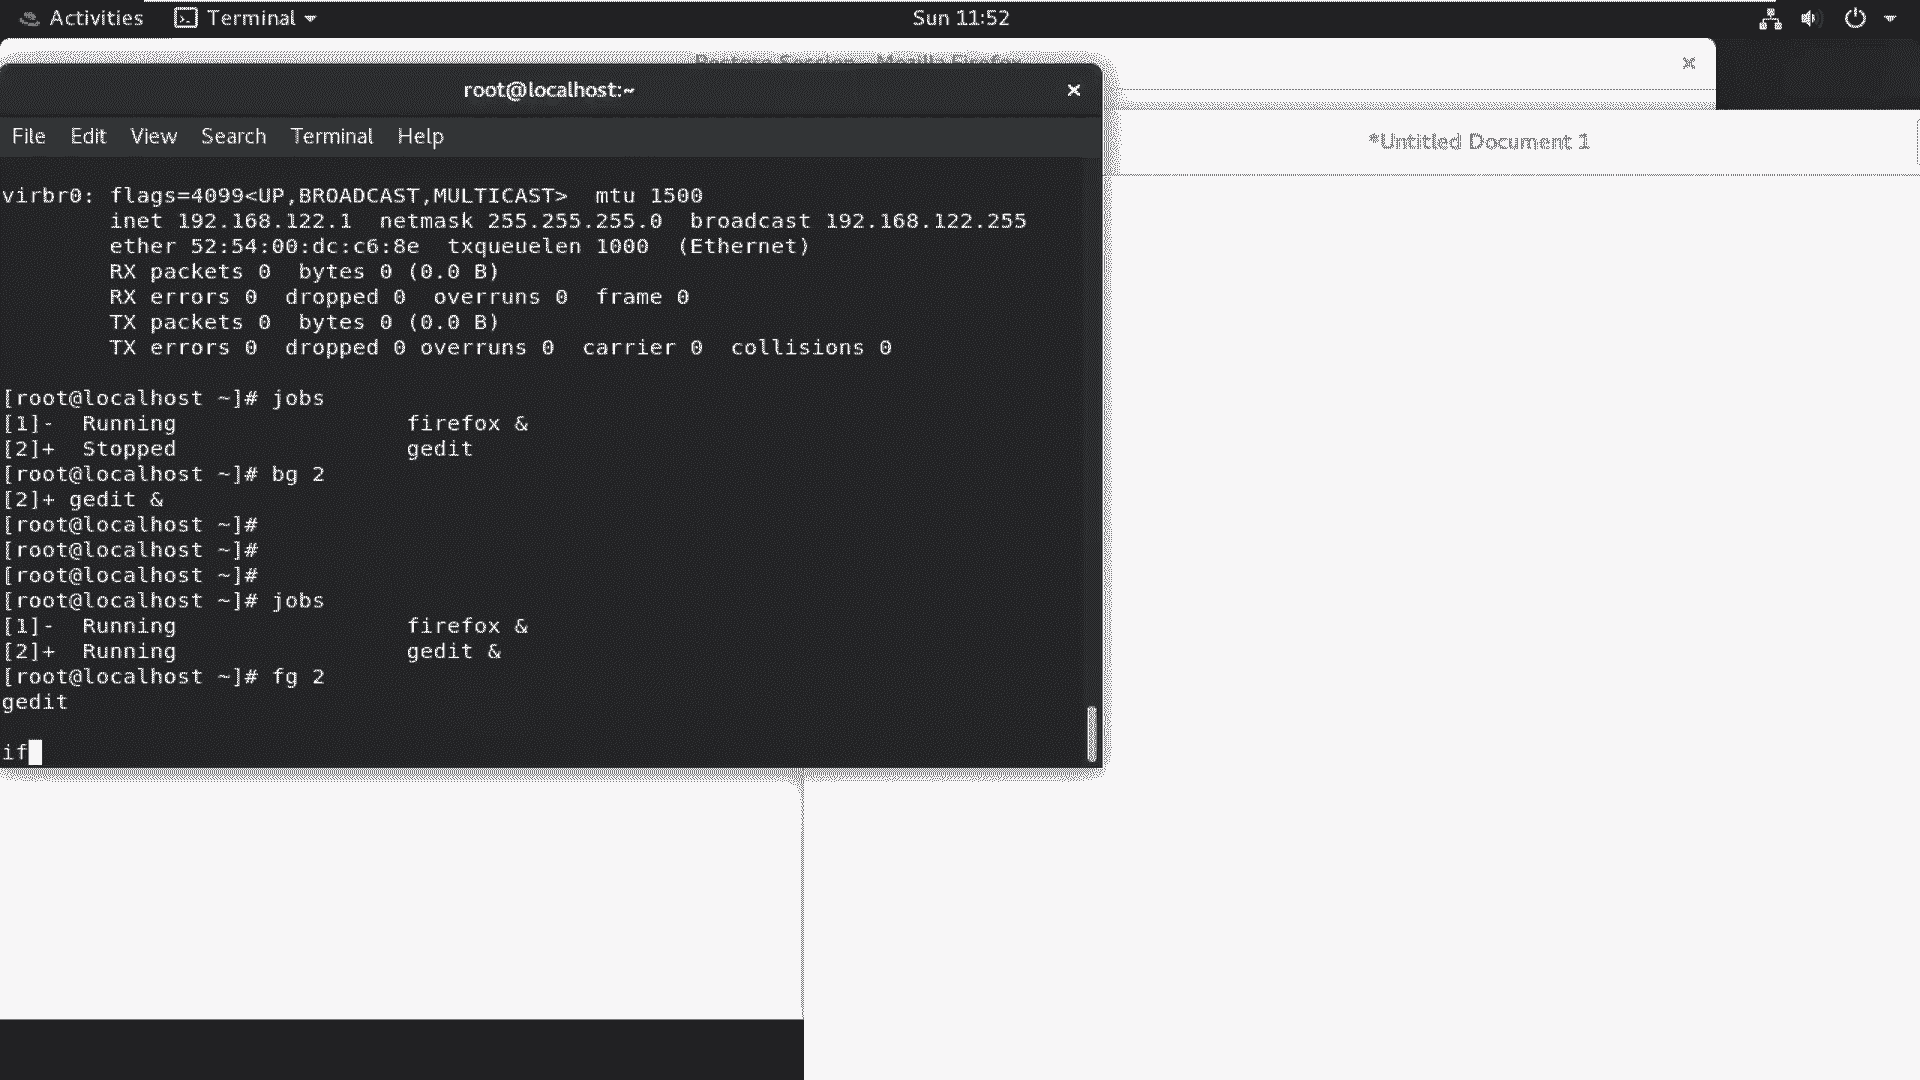 Activities Terminal Sun 11:52
Restore Session - Mozilla Firefox
root@localhost:~
File Edit View Search Terminal Help
*Untitled Document 1
virbr0: flags=4099<UP,BROADCAST,MULTICAST>  mtu 1500
        inet 192.168.122.1  netmask 255.255.255.0  broadcast 192.168.122.255
        ether 52:54:00:dc:c6:8e  txqueuelen 1000  (Ethernet)
        RX packets 0  bytes 0 (0.0 B)
        RX errors 0  dropped 0  overruns 0  frame 0
        TX packets 0  bytes 0 (0.0 B)
        TX errors 0  dropped 0 overruns 0  carrier 0  collisions 0
[root@localhost ~]# jobs
[1]-  Running                 firefox &
[2]+  Stopped                 gedit
[root@localhost ~]# bg 2
[2]+ gedit &
[root@localhost ~]#
[root@localhost ~]#
[root@localhost ~]#
[root@localhost ~]# jobs
[1]-  Running                 firefox &
[2]+  Running                 gedit &
[root@localhost ~]# fg 2
gedit
if